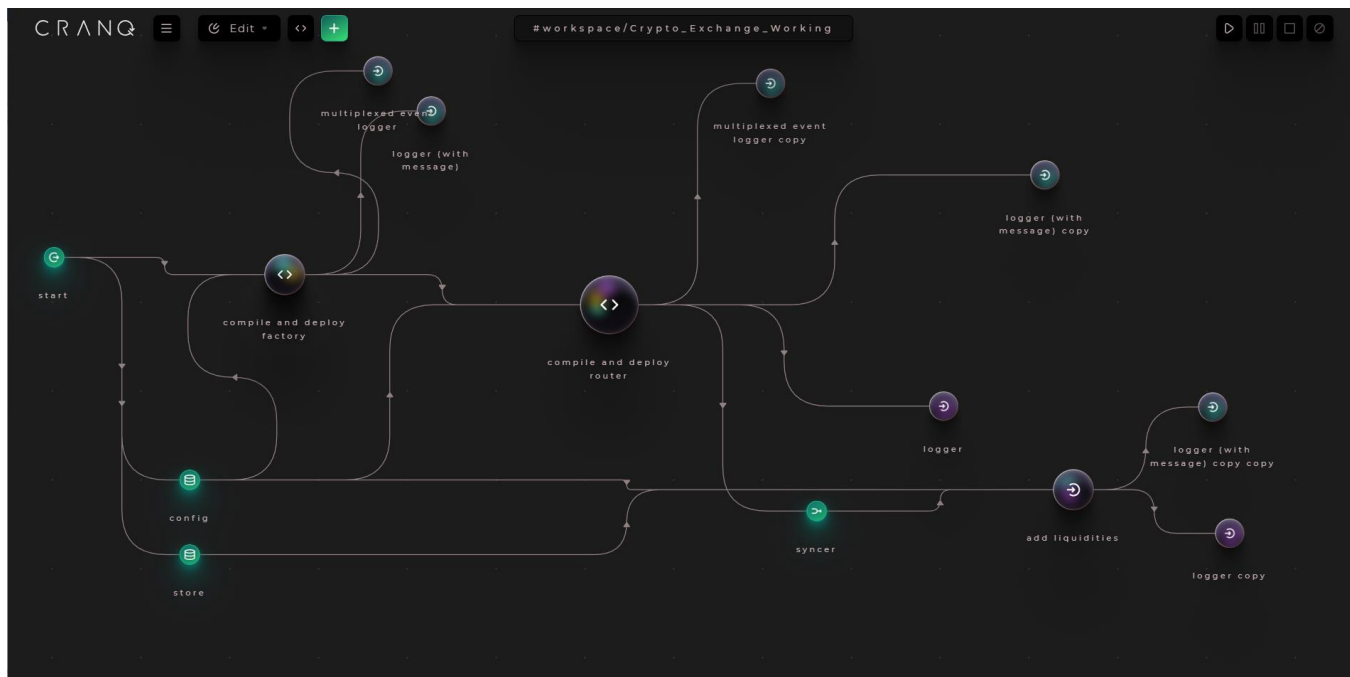 CRANQ
Edit
#workspace/Crypto_Exchange_Working
multiplexed event
logger
logger (with
message)
multiplexed event
logger copy
logger (with
message) copy
start
compile and deploy
factory
compile and deploy
router
logger
logger (with
message) copy copy
config
add liquidities
syncer
logger copy
store